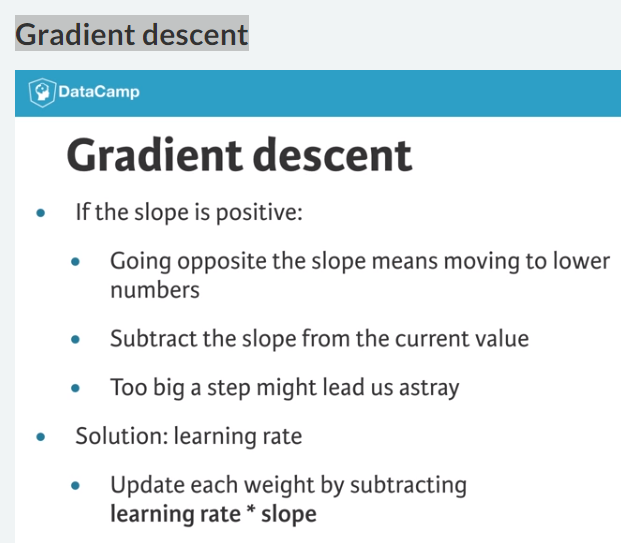 Gradient descent
DataCamp
Gradient descent
• If the slope is positive:
• Going opposite the slope means moving to lower
numbers
• Subtract the slope from the current value
• Too big a step might lead us astray
• Solution: learning rate
• Update each weight by subtracting
learning rate * slope